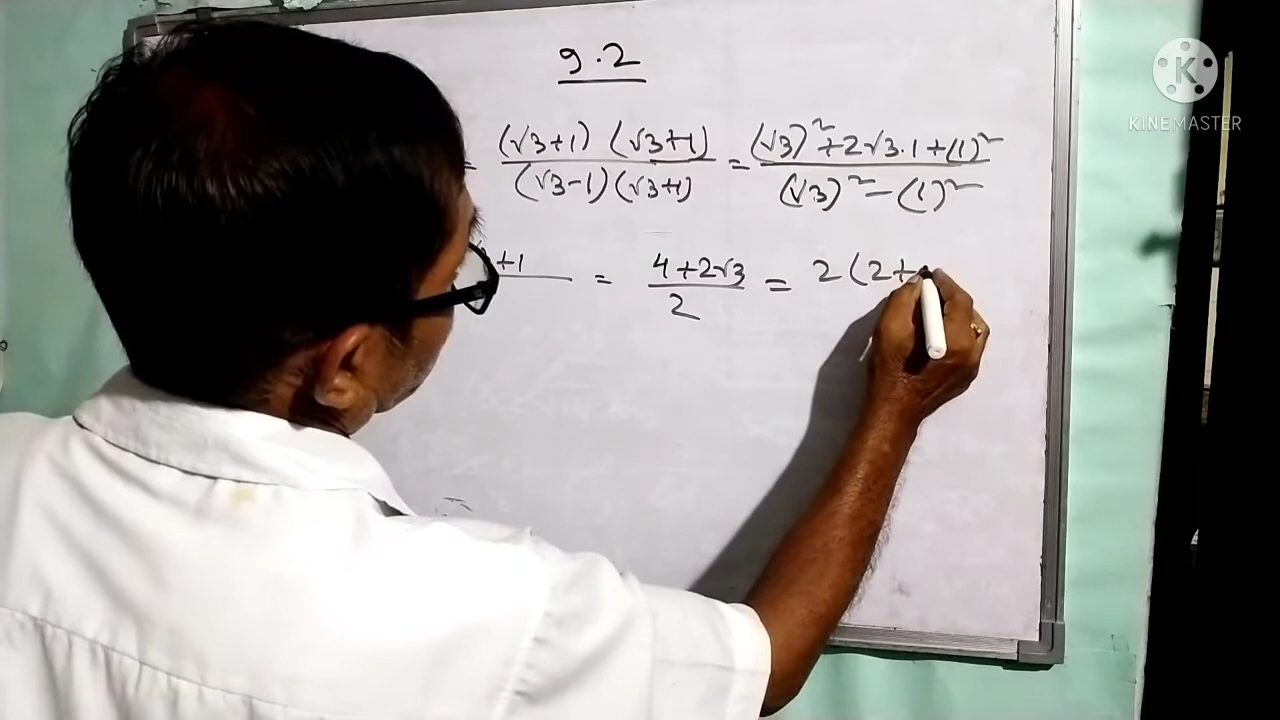 9.2
= (√3+1) (√3+1) / (√3-1) (√3+1) = (√3)² + 2√3.1 + (1)² / (√3)² - (1)²
+1 = 4+2√3 / 2 = 2(2+
KINEMASTER